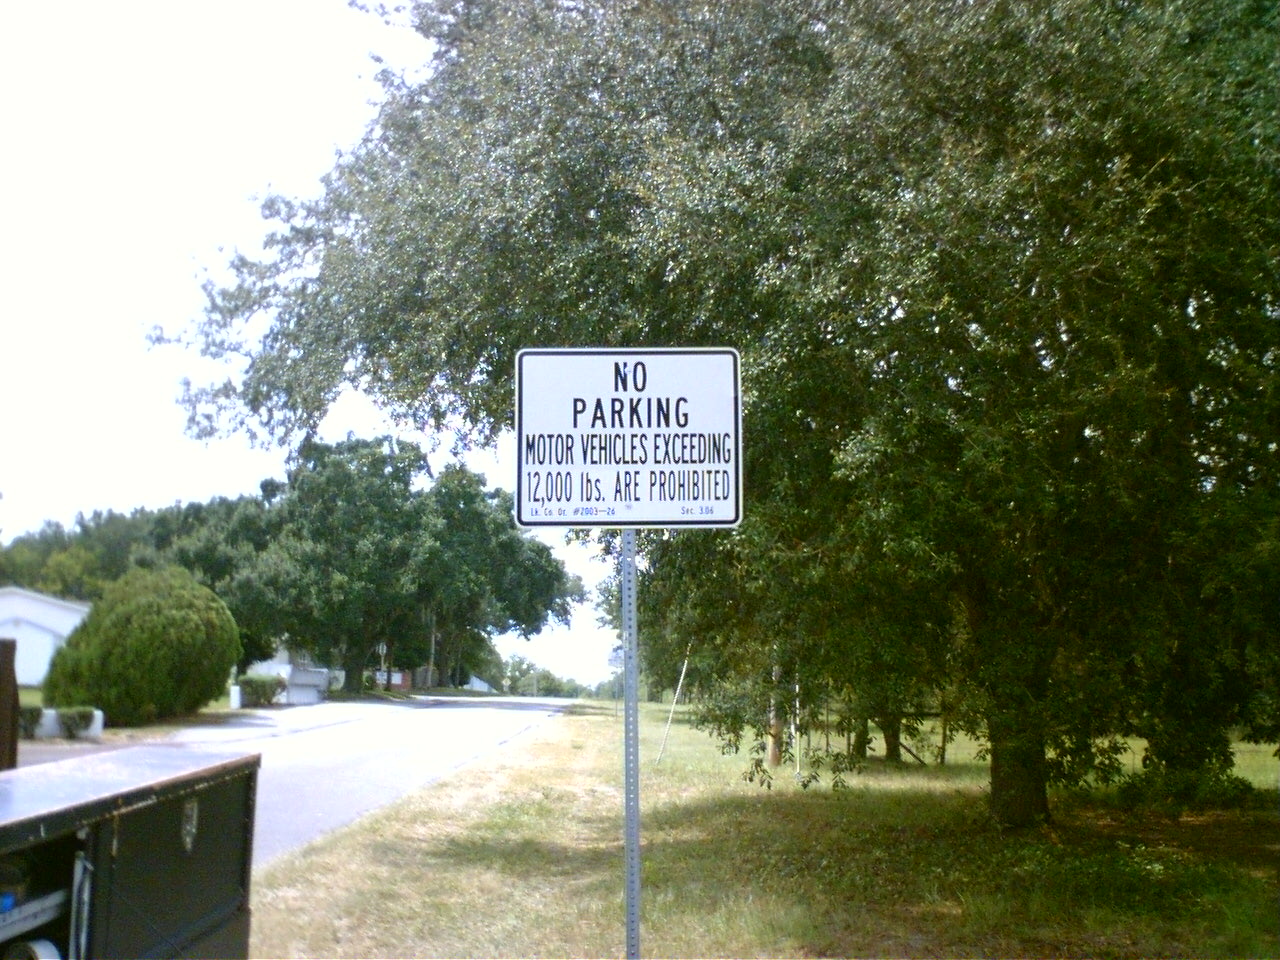 NO
PARKING
MOTOR VEHICLES EXCEEDING
12,000 lbs. ARE PROHIBITED
Lk. Co. Or. #2003-26 Sec. 3.06